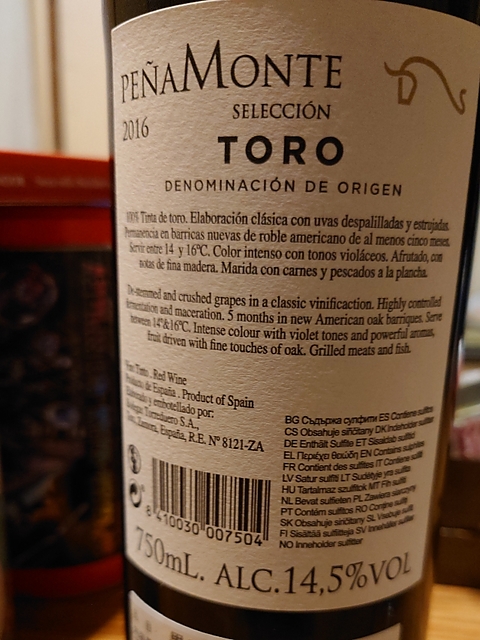 PEÑAMONTE
SELECCIÓN
2016
TORO
DENOMINACIÓN DE ORIGEN
100% Tinta de toro. Elaboración clásica con uvas despalilladas y estrujadas.
Permanencia en barricas nuevas de roble americano de al menos cinco meses.
Servir entre 14 y 16ºC. Color intenso con tonos violáceos. Afrutado, con
notas de fina madera. Marida con carnes y pescados a la plancha.
De-stemmed and crushed grapes in a classic vinification. Highly controlled
fermentation and maceration. 5 months in new American oak barriques. Serve
between 14º&16ºC. Intense colour with violet tones and powerful aromas,
fruit driven with fine touches of oak. Grilled meats and fish.
Vino Tinto . Red Wine
Producto de España . Product of Spain
Elaborado y embotellado por:
Bodegas Torreduero S.A.,
Toro, Zamora, España, R.E. Nº 8121-ZA
BG Съдържа сулфити ES Contiene sulfitos
CS Obsahuje siřičitany DK Indeholder sulfitter
DE Enthält Sulfite ET Sisaldab sulfiteid
EL Περιέχει θειώδη EN Contains sulphites
FR Contient des sulfites IT Contiene solfiti
LV Satur sulfīti LT Sudėtyje yra sulfitų
HU Tartalmaz szulfitok MT Fih sulfiti
NL Bevat sulfieten PL Zawiera siarczyny
PT Contém sulfitos RO Conține sulfiți
SK Obsahuje siričitany SL Vsebuje sulfit
FI Sisältää sulfiitteja SV Innehåller sulfiter
NO Inneholder sulfitter
8 410030 007504
750mL. ALC.14,5%VOL